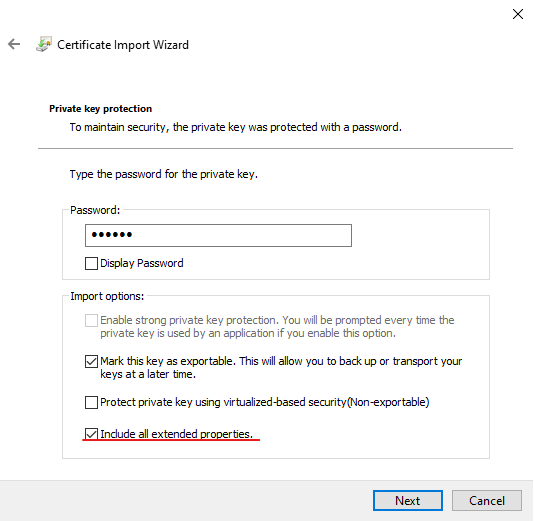 Certificate Import Wizard
Private key protection
To maintain security, the private key was protected with a password.
Type the password for the private key.
Password:
••••••
Display Password
Import options:
Enable strong private key protection. You will be prompted every time the
private key is used by an application if you enable this option.
Mark this key as exportable. This will allow you to back up or transport your
keys at a later time.
Protect private key using virtualized-based security(Non-exportable)
Include all extended properties.
Next
Cancel